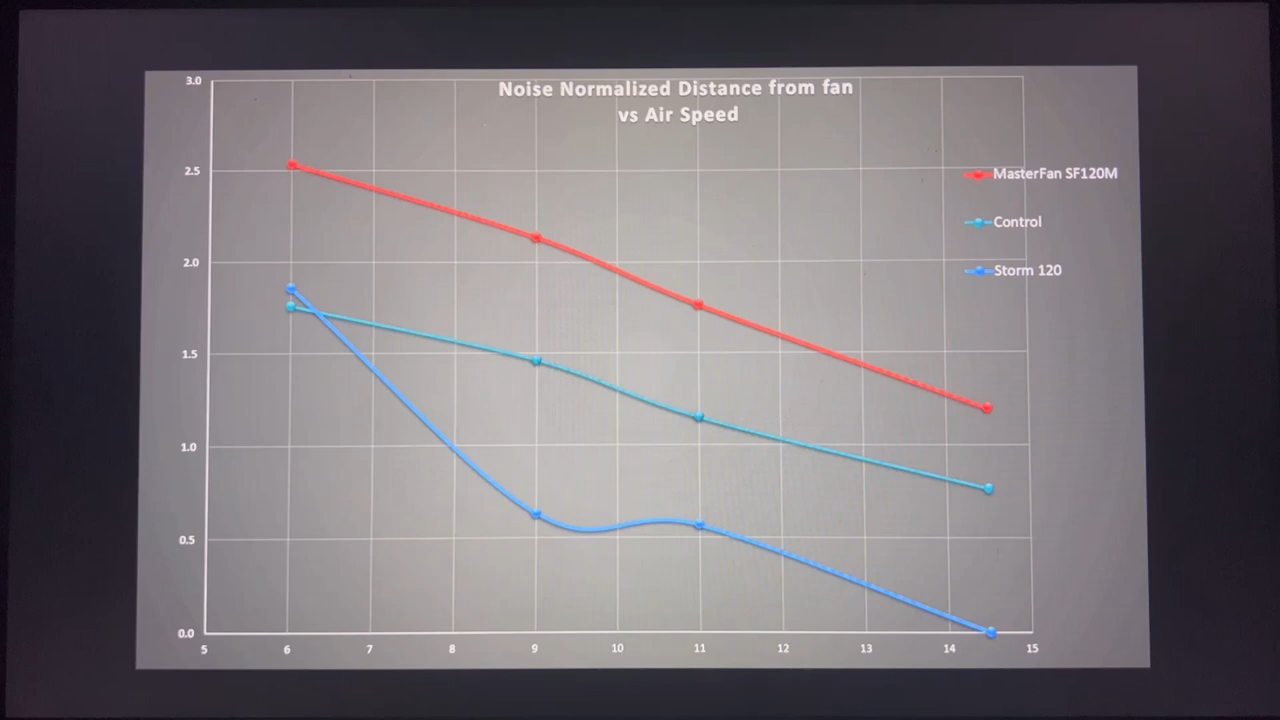 Noise Normalized Distance from fan
vs Air Speed
3.0
2.5
2.0
1.5
1.0
0.5
0.0
5 6 7 8 9 10 11 12 13 14 15
MasterFan SF120M
Control
Storm 120